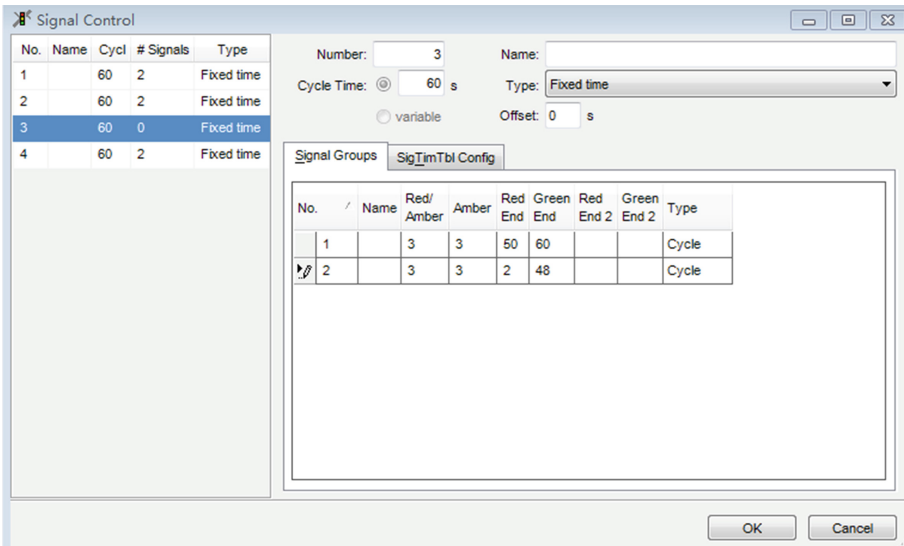 Signal Control
No. Name Cycl # Signals Type
1 60 2 Fixed time
2 60 2 Fixed time
3 60 0 Fixed time
4 60 2 Fixed time
Number: 3 Name:
Cycle Time: 60 s Type: Fixed time
variable Offset: 0 s
Signal Groups SigTimTbl Config
No. Name Red/ Amber Amber Red End Green End Red End 2 Green End 2 Type
1 3 3 50 60 Cycle
2 3 3 2 48 Cycle
OK Cancel